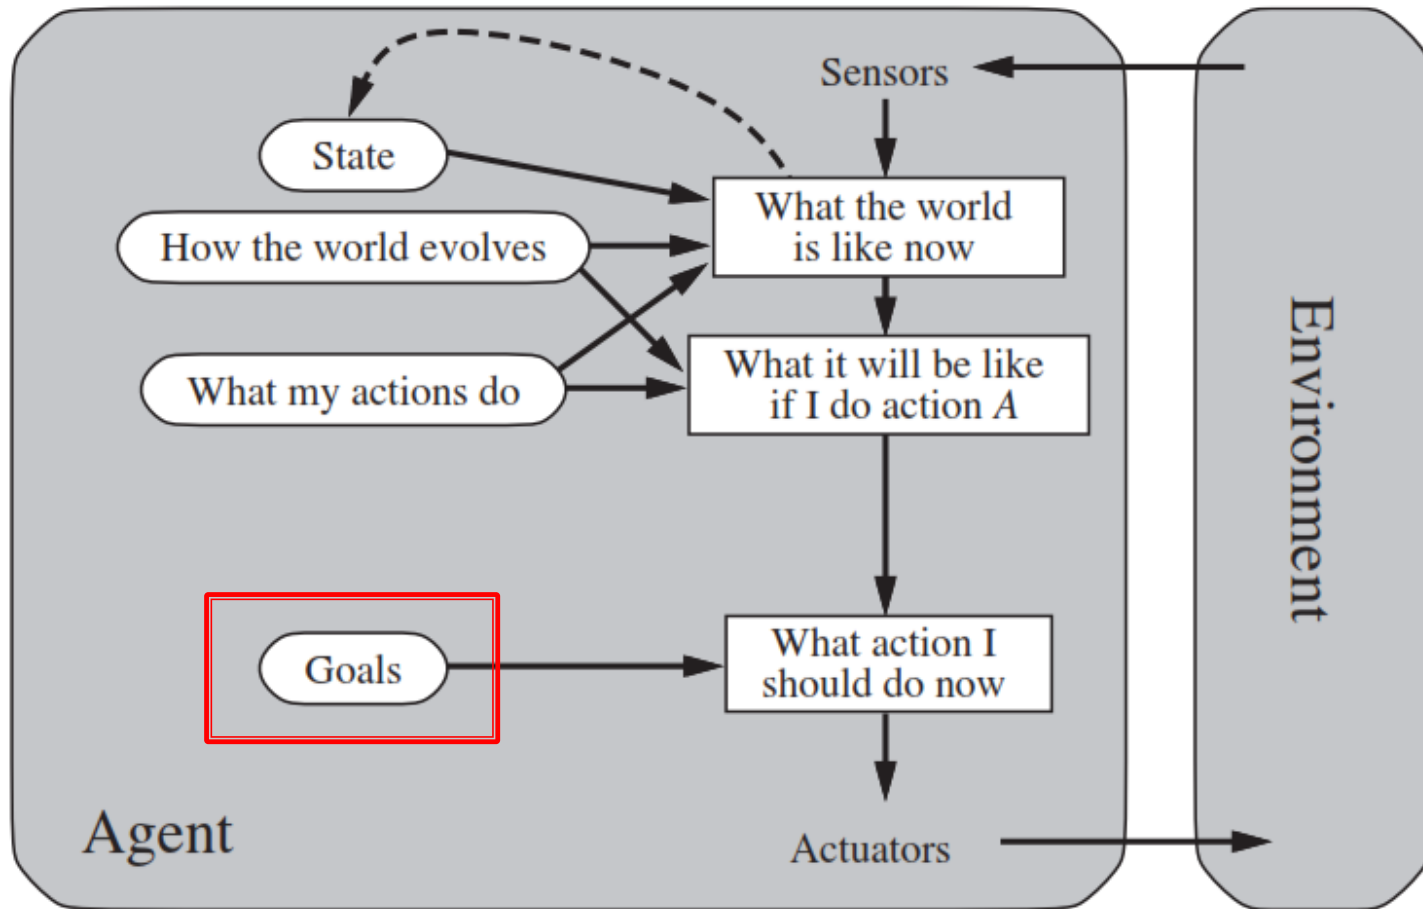 Sensors
State
What the world
is like now
How the world evolves
What it will be like
if I do action A
What my actions do
Environment
Goals
What action I
should do now
Agent
Actuators